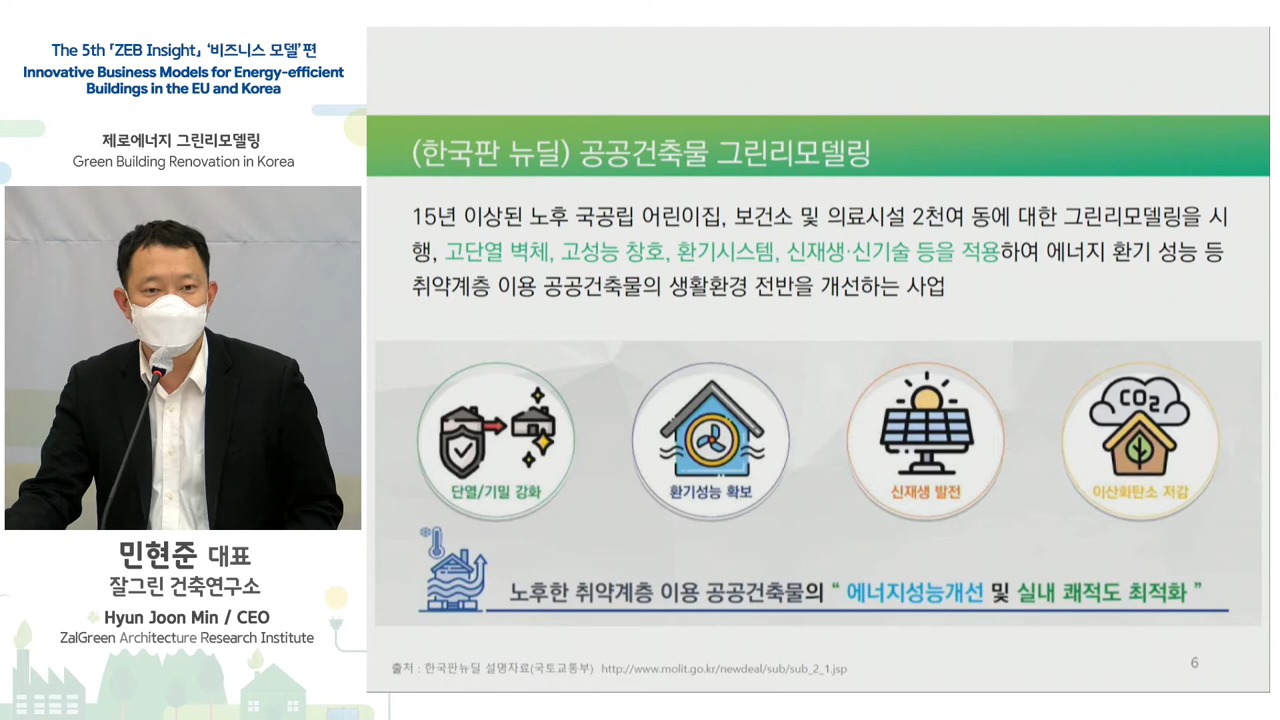 The 5th 「ZEB Insight」 ‘비즈니스 모델’편
Innovative Business Models for Energy-efficient
Buildings in the EU and Korea
제로에너지 그린리모델링
Green Building Renovation in Korea
민현준 대표
잘그린 건축연구소
Hyun Joon Min / CEO
ZalGreen Architecture Research Institute
(한국판 뉴딜) 공공건축물 그린리모델링
15년 이상된 노후 국공립 어린이집, 보건소 및 의료시설 2천여 동에 대한 그린리모델링을 시
행, 고단열 벽체, 고성능 창호, 환기시스템, 신재생·신기술 등을 적용하여 에너지 환기 성능 등
취약계층 이용 공공건축물의 생활환경 전반을 개선하는 사업
단열/기밀 강화
환기성능 확보
신재생 발전
CO2
이산화탄소 저감
노후한 취약계층 이용 공공건축물의 “ 에너지성능개선 및 실내 쾌적도 최적화 ”
출처 : 한국판뉴딜 설명자료(국토교통부) http://www.molit.go.kr/newdeal/sub/sub_2_1.jsp
6